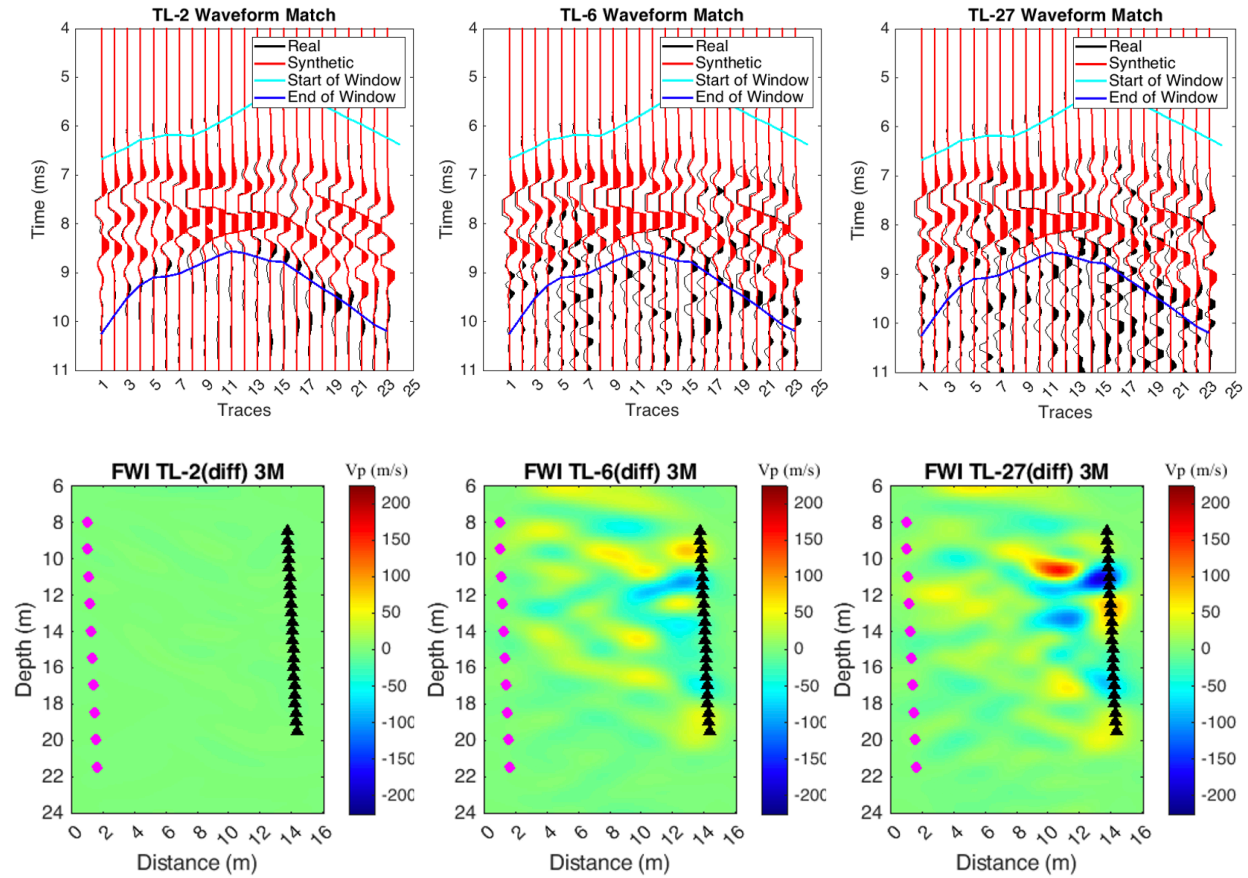 TL-2 Waveform Match
4
5
6
7
8
9
10
11
Time (ms)
Real
Synthetic
Start of Window
End of Window
1 3 5 7 9 11 13 15 17 19 21 23 25
Traces
TL-6 Waveform Match
4
5
6
7
8
9
10
11
Time (ms)
Real
Synthetic
Start of Window
End of Window
1 3 5 7 9 11 13 15 17 19 21 23 25
Traces
TL-27 Waveform Match
4
5
6
7
8
9
10
11
Time (ms)
Real
Synthetic
Start of Window
End of Window
1 3 5 7 9 11 13 15 17 19 21 23 25
Traces
FWI TL-2(diff) 3M
Vp (m/s)
6
8
10
12
14
16
18
20
22
24
Depth (m)
0 2 4 6 8 10 12 14 16
Distance (m)
200
150
100
50
0
-50
-100
-150
-200
FWI TL-6(diff) 3M
Vp (m/s)
6
8
10
12
14
16
18
20
22
24
Depth (m)
0 2 4 6 8 10 12 14 16
Distance (m)
200
150
100
50
0
-50
-100
-150
-200
FWI TL-27(diff) 3M
Vp (m/s)
6
8
10
12
14
16
18
20
22
24
Depth (m)
0 2 4 6 8 10 12 14 16
Distance (m)
200
150
100
50
0
-50
-100
-150
-200